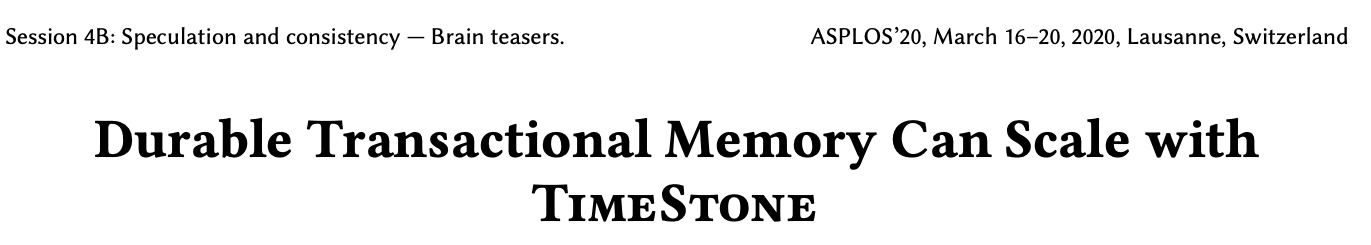 Session 4B: Speculation and consistency — Brain teasers.
ASPLOS’20, March 16–20, 2020, Lausanne, Switzerland
Durable Transactional Memory Can Scale with
TimeStone